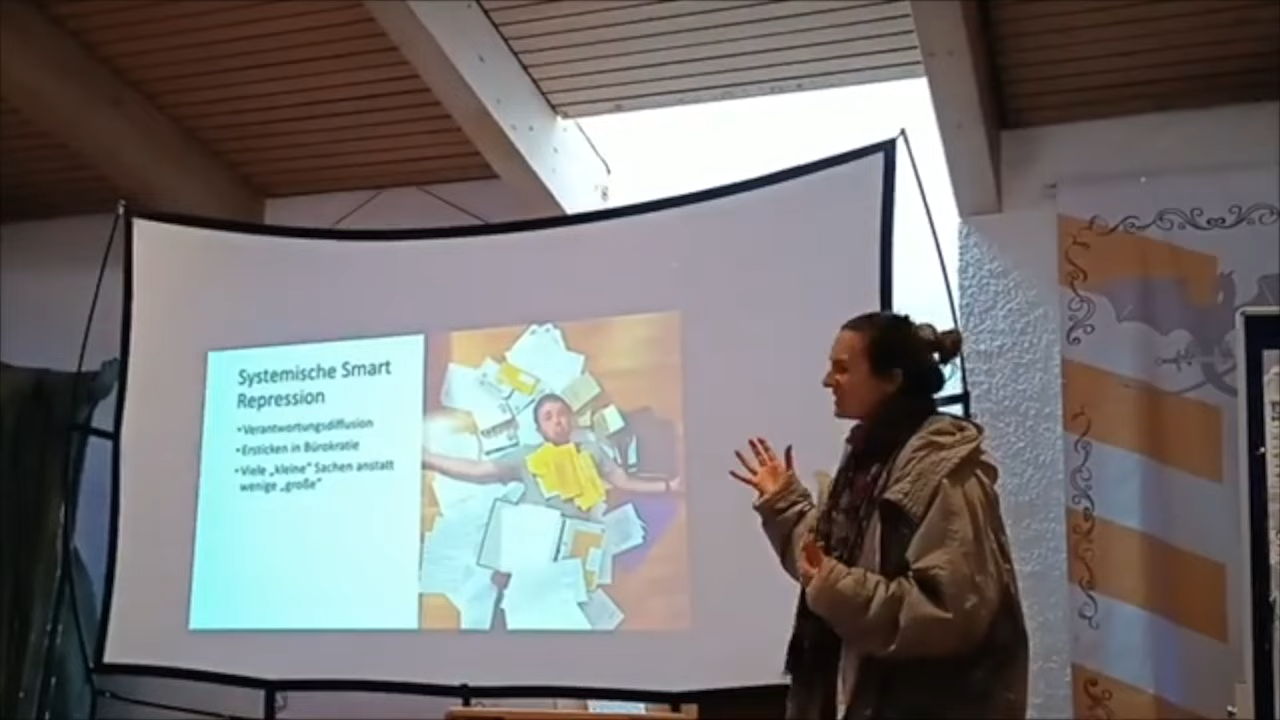 Systemische Smart
Repression
•Verantwortungsdiffusion
•Ersticken in Bürokratie
•Viele „kleine" Sachen anstatt
wenige „große"